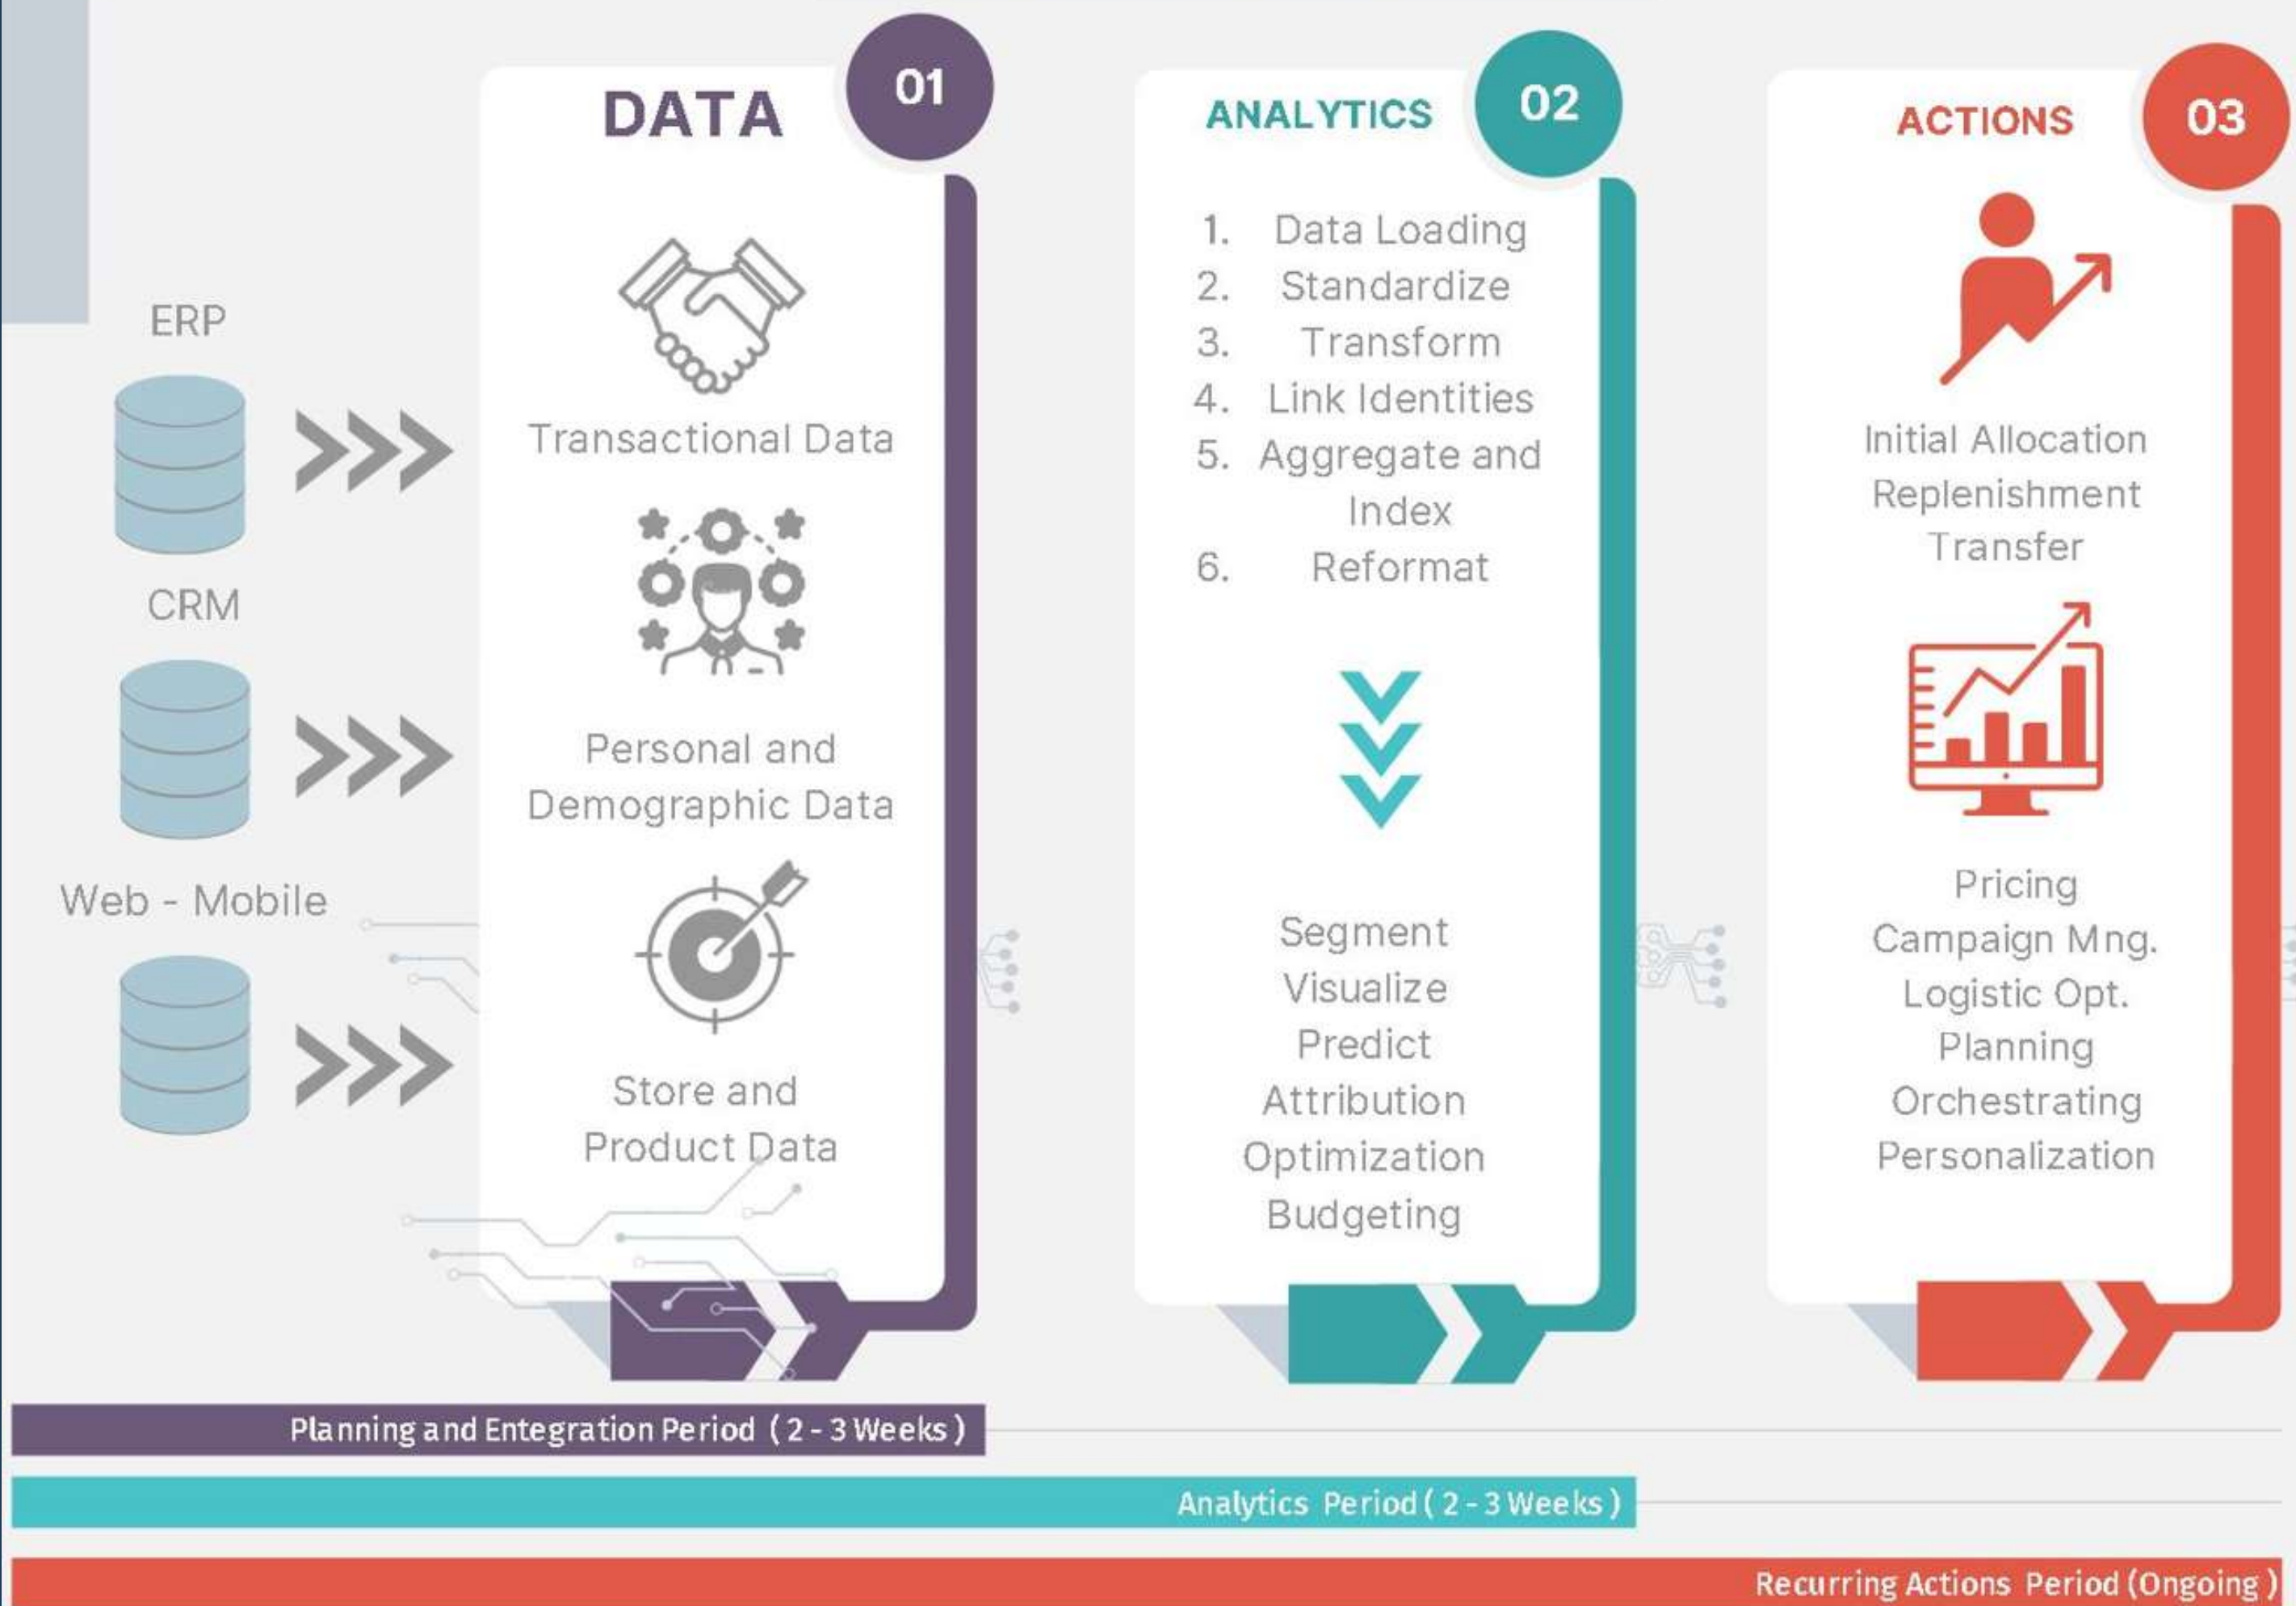 ERP
CRM
Web - Mobile
DATA
01
Transactional Data
Personal and
Demographic Data
Store and
Product Data
ANALYTICS
02
1. Data Loading
2. Standardize
3. Transform
4. Link Identities
5. Aggregate and
Index
6. Reformat
Segment
Visualize
Predict
Attribution
Optimization
Budgeting
ACTIONS
03
Initial Allocation
Replenishment
Transfer
Pricing
Campaign Mng.
Logistic Opt.
Planning
Orchestrating
Personalization
Planning and Entegration Period ( 2 - 3 Weeks )
Analytics Period ( 2 - 3 Weeks )
Recurring Actions Period (Ongoing )